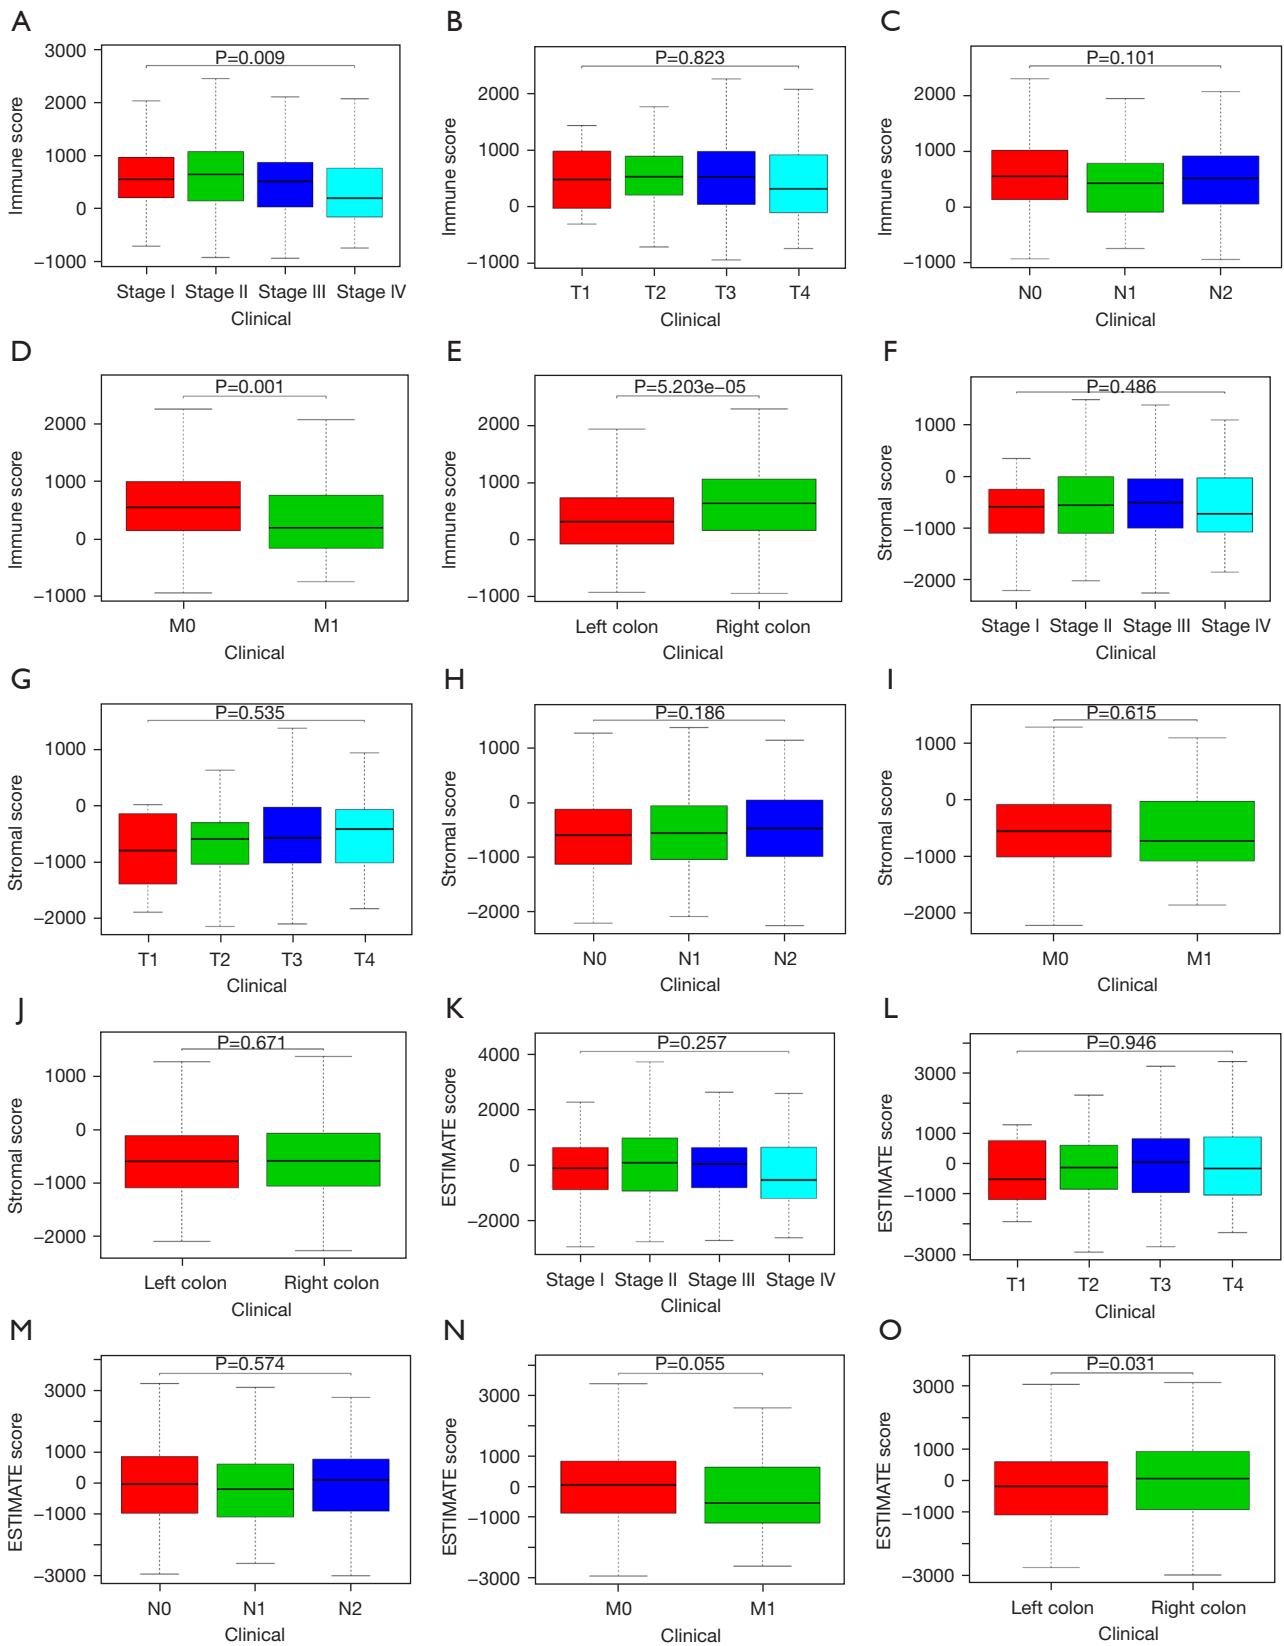 A
P=0.009
3000
2000
1000
0
−1000
Immune score
Stage I Stage II Stage III Stage IV
Clinical
B
P=0.823
2000
1000
0
−1000
Immune score
T1 T2 T3 T4
Clinical
C
P=0.101
2000
1000
0
−1000
Immune score
N0 N1 N2
Clinical
D
P=0.001
2000
1000
0
−1000
Immune score
M0 M1
Clinical
E
P=5.203e−05
2000
1000
0
−1000
Immune score
Left colon Right colon
Clinical
F
P=0.486
1000
0
−1000
−2000
Stromal score
Stage I Stage II Stage III Stage IV
Clinical
G
P=0.535
1000
0
−1000
−2000
Stromal score
T1 T2 T3 T4
Clinical
H
P=0.186
1000
0
−1000
−2000
Stromal score
N0 N1 N2
Clinical
I
P=0.615
1000
0
−1000
−2000
Stromal score
M0 M1
Clinical
J
P=0.671
1000
0
−1000
−2000
Stromal score
Left colon Right colon
Clinical
K
P=0.257
4000
2000
0
−2000
ESTIMATE score
Stage I Stage II Stage III Stage IV
Clinical
L
P=0.946
3000
1000
0
−1000
−3000
ESTIMATE score
T1 T2 T3 T4
Clinical
M
P=0.574
3000
1000
0
−1000
−3000
ESTIMATE score
N0 N1 N2
Clinical
N
P=0.055
3000
1000
0
−1000
−3000
ESTIMATE score
M0 M1
Clinical
O
P=0.031
3000
1000
0
−1000
−3000
ESTIMATE score
Left colon Right colon
Clinical